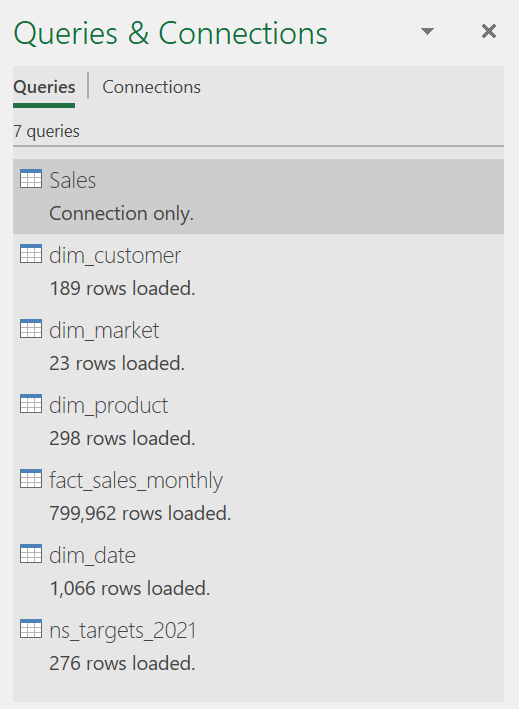 Queries & Connections
Queries | Connections
7 queries
Sales
Connection only.
dim_customer
189 rows loaded.
dim_market
23 rows loaded.
dim_product
298 rows loaded.
fact_sales_monthly
799,962 rows loaded.
dim_date
1,066 rows loaded.
ns_targets_2021
276 rows loaded.